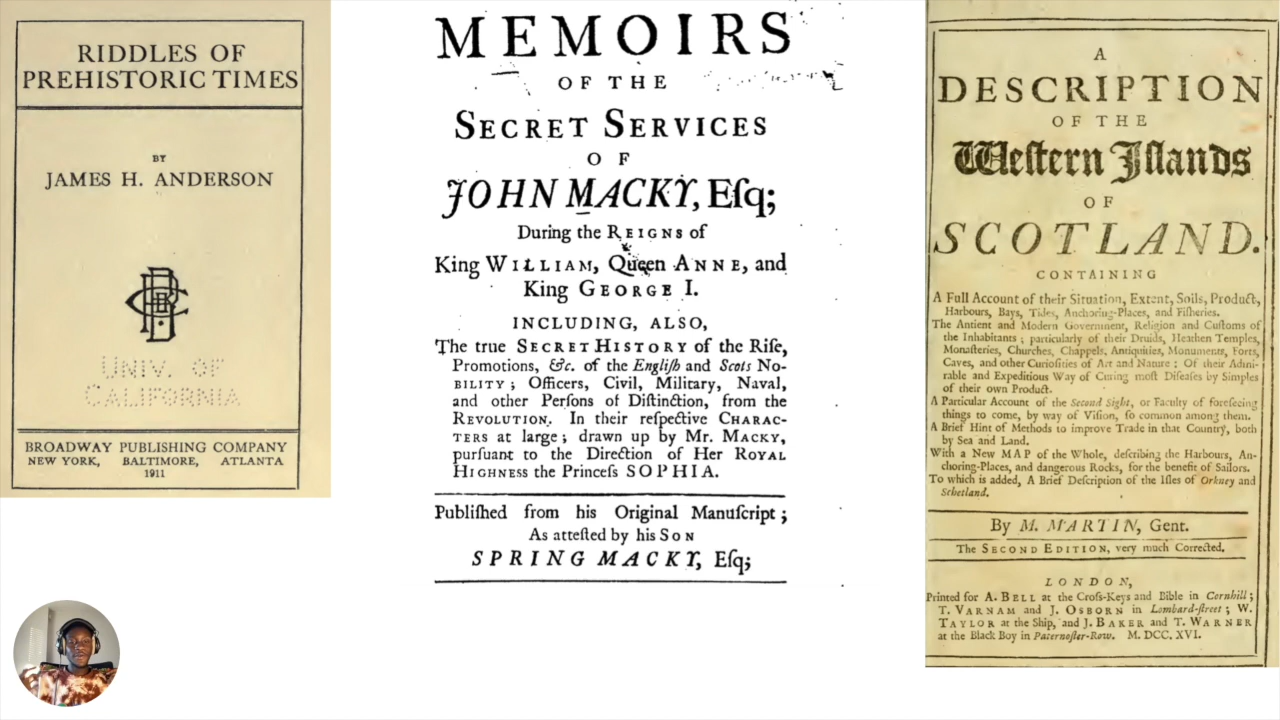 RIDDLES OF
PREHISTORIC TIMES
BY
JAMES H. ANDERSON
UNIV. OF
CALIFORNIA
BROADWAY PUBLISHING COMPANY
NEW YORK, BALTIMORE, ATLANTA
1911
MEMOIRS
OF THE
SECRET SERVICES
OF
JOHN MACKY, Eſq;
During the REIGNS of
King WILLIAM, Queen ANNE, and
King GEORGE I.
INCLUDING, ALSO,
The true SECRET HISTORY of the Riſe,
Promotions, &c. of the Engliſh and Scots No-
BILITY; Officers, Civil, Military, Naval,
and other Perſons of Diſtinction, from the
REVOLUTION. In their reſpective CHARAC-
TERS at large; drawn up by Mr. MACKY,
purſuant to the Direction of Her ROYAL
HIGHNESS the Princeſs SOPHIA.
Publiſhed from his Original Manuſcript;
As atteſted by his SON
SPRING MACKY, Eſq;
A
DESCRIPTION
OF THE
Weſtern Iſlands
OF
SCOTLAND.
CONTAINING
A Full Account of their Situation, Extent, Soils, Product,
Harbours, Bays, Tides, Anchoring-Places, and Fiſheries.
The Antient and Modern Government, Religion and Cuſtoms of
the Inhabitants; particularly of their Druids, Heathen Temples,
Monaſteries, Churches, Chappels, Antiquities, Monuments, Forts,
Caves, and other Curioſities of Art and Nature: Of their Admi-
rable and Expeditious Way of Curing moſt Diſeaſes by Simples
of their own Product.
A Particular Account of the Second Sight, or Faculty of foreſeeing
things to come, by way of Viſion, ſo common among them.
A Brief Hint of Methods to improve Trade in that Country, both
by Sea and Land.
With a New MAP of the Whole, deſcribing the Harbours, An-
choring-Places, and dangerous Rocks, for the benefit of Sailors.
To which is added, A Brief Deſcription of the Iſles of Orkney and
Schetland.
By M. MARTIN, Gent.
The SECOND EDITION, very much Corrected.
LONDON,
Printed for A. BELL at the Croſs-Keys and Bible in Cornhill;
T. VARNAM and J. OSBORN in Lombard-ſtreet; W.
TAYLOR at the Ship, and J. BAKER and T. WARNER
at the Black Boy in Paternoſter-Row. M. DCC. XVI.